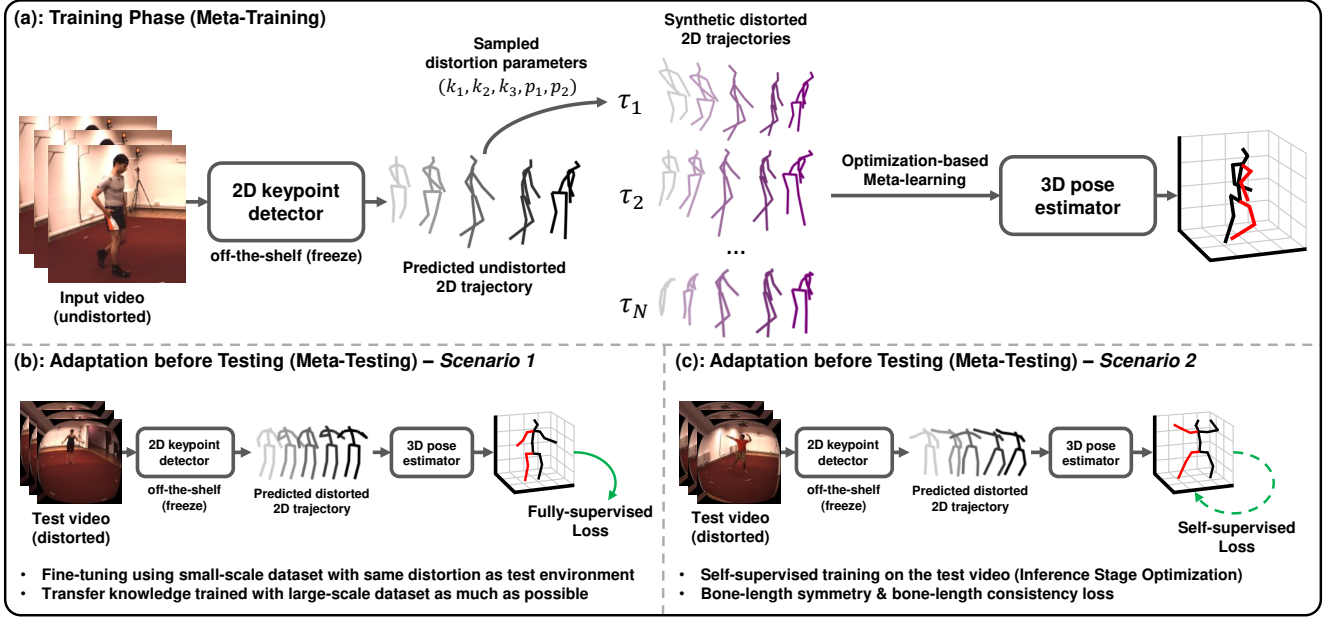 (a): Training Phase (Meta-Training)
Synthetic distorted
2D trajectories
Sampled
distortion parameters
(k₁, k₂, k₃, p₁, p₂)
τ₁
2D keypoint
detector
off-the-shelf (freeze)
τ₂
Optimization-based
Meta-learning
3D pose
estimator
Predicted undistorted
2D trajectory
...
Input video
(undistorted)
τ_N
(b): Adaptation before Testing (Meta-Testing) – Scenario 1
2D keypoint
detector
off-the-shelf
(freeze)
Predicted distorted
2D trajectory
3D pose
estimator
Test video
(distorted)
Fully-supervised
Loss
• Fine-tuning using small-scale dataset with same distortion as test environment
• Transfer knowledge trained with large-scale dataset as much as possible
(c): Adaptation before Testing (Meta-Testing) – Scenario 2
2D keypoint
detector
off-the-shelf
(freeze)
Predicted distorted
2D trajectory
3D pose
estimator
Test video
(distorted)
Self-supervised
Loss
• Self-supervised training on the test video (Inference Stage Optimization)
• Bone-length symmetry & bone-length consistency loss